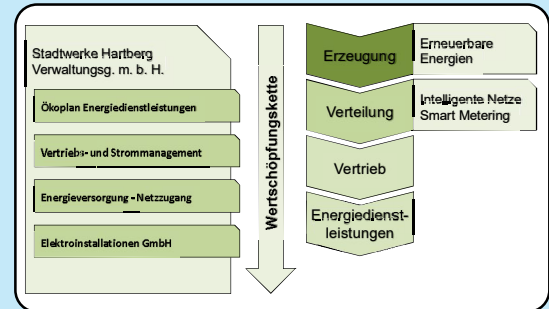 Stadtwerke Hartberg
Verwaltungsg. m. b. H.
Ökoplan Energiedienstleistungen
Vertriebs- und Strommanagement
Energieversorgung - Netzzugang
Elektroinstallationen GmbH
Wertschöpfungskette
Erzeugung
Erneuerbare
Energien
Verteilung
Intelligente Netze
Smart Metering
Vertrieb
Energiedienst-
leistungen